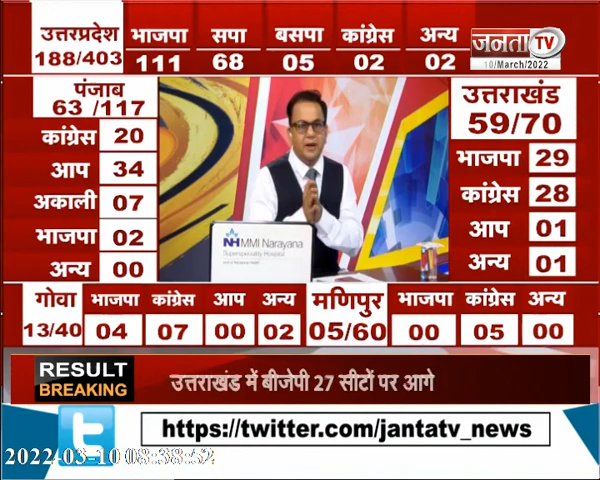 उत्तरप्रदेश भाजपा सपा बसपा कांग्रेस अन्य
188/403 111 68 05 02 02
जनता TV
10/March/2022
पंजाब
63 /117
कांग्रेस 20
आप 34
अकाली 07
भाजपा 02
अन्य 00
NH MMI Narayana
Superspeciality Hospital
उत्तराखंड
59/70
भाजपा 29
कांग्रेस 28
आप 01
अन्य 01
गोवा भाजपा कांग्रेस आप अन्य मणिपुर भाजपा कांग्रेस अन्य
13/40 04 07 00 02 05/60 00 05 00
RESULT
BREAKING
उत्तराखंड में बीजेपी 27 सीटों पर आगे
https://twitter.com/jantatv_news
2022-03-10 08:38:52